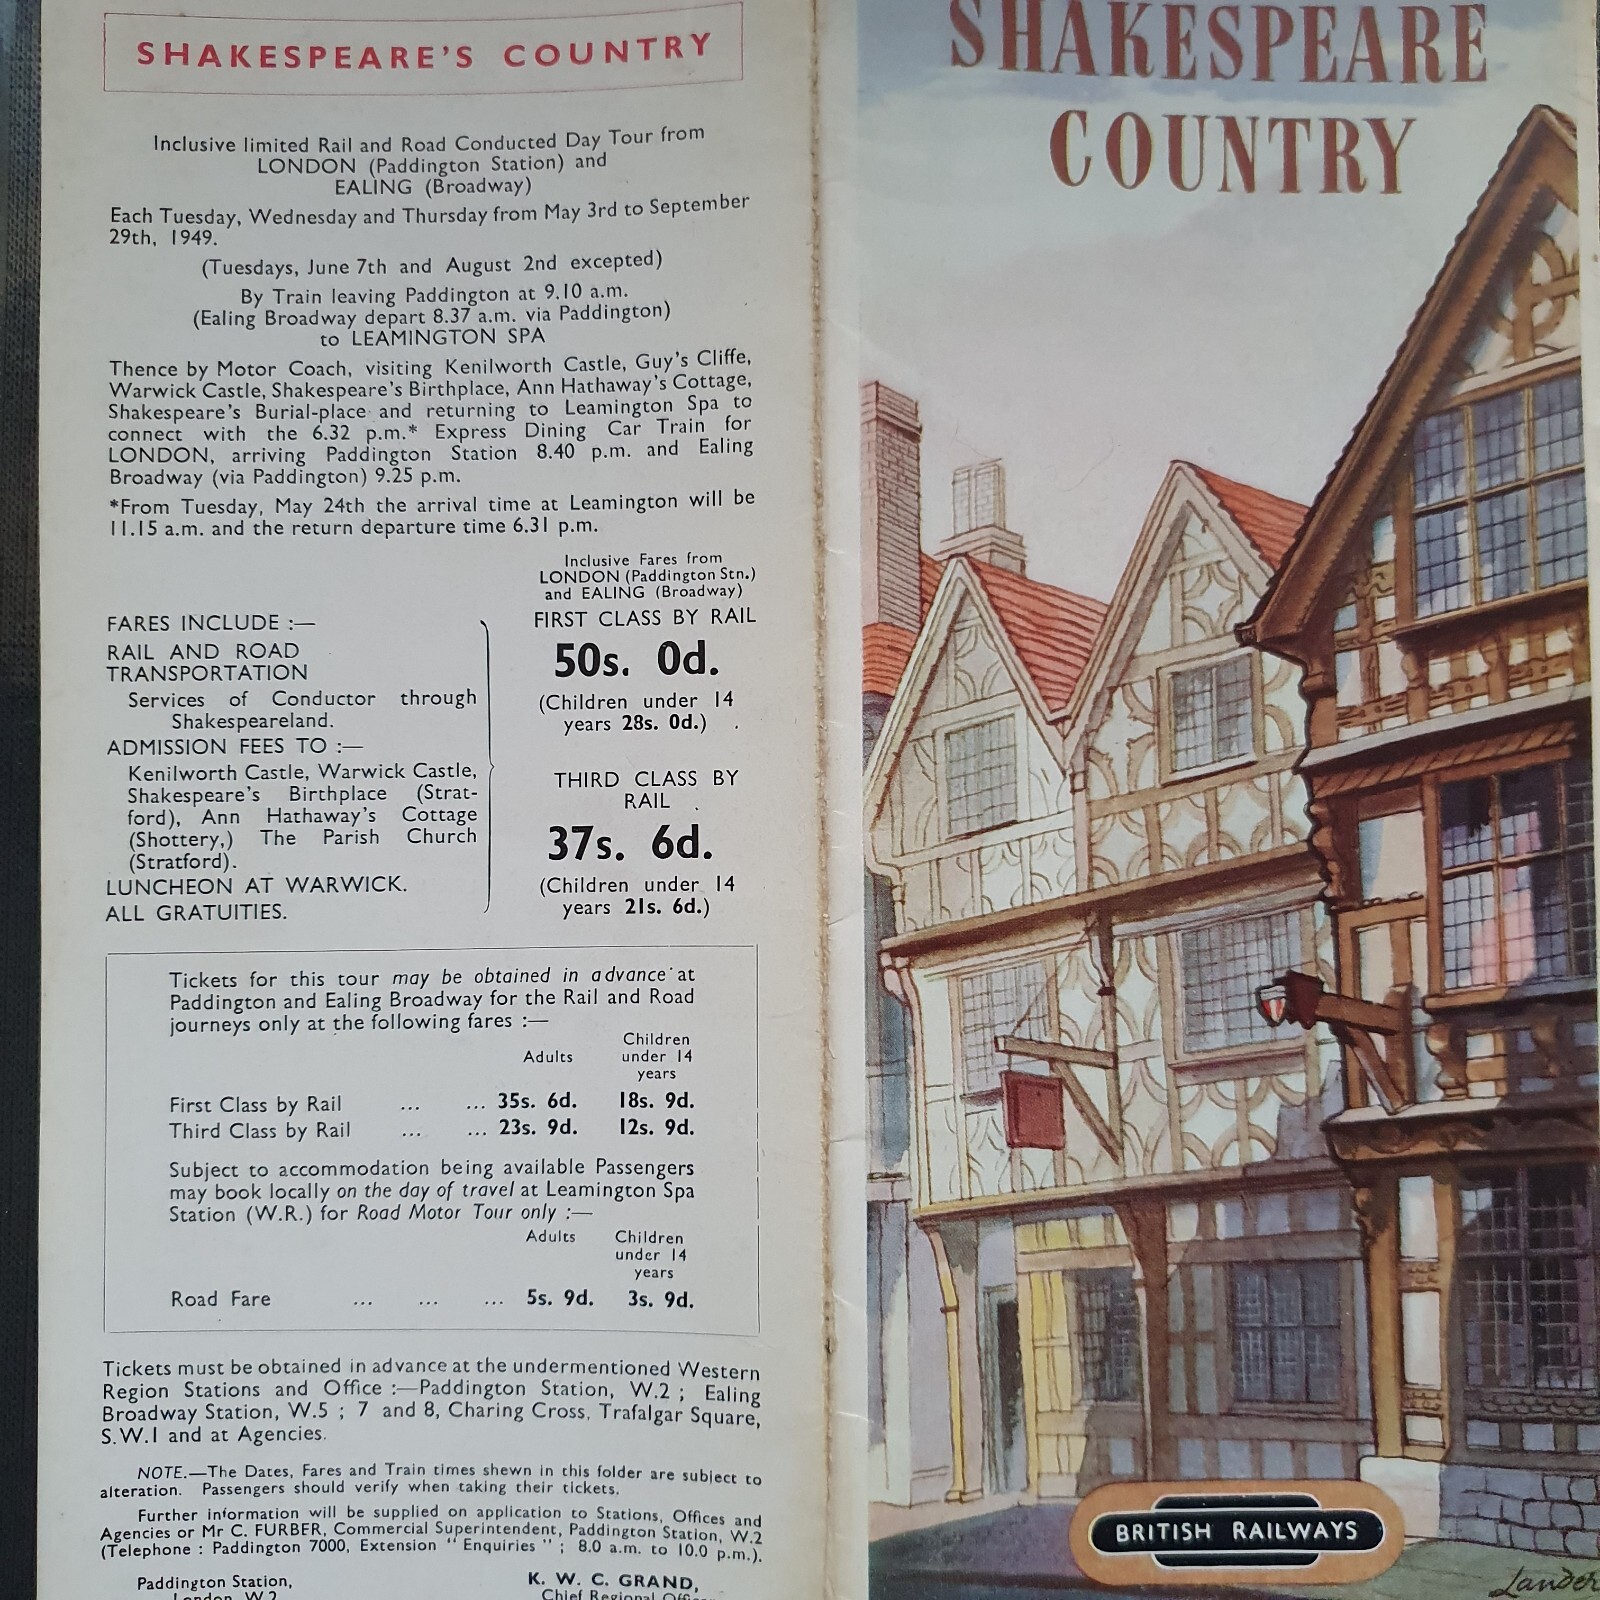 SHAKESPEARE'S COUNTRY
Inclusive limited Rail and Road Conducted Day Tour from
LONDON (Paddington Station) and
EALING (Broadway)
Each Tuesday, Wednesday and Thursday from May 3rd to September
29th, 1949.
(Tuesdays, June 7th and August 2nd excepted)
By Train leaving Paddington at 9.10 a.m.
(Ealing Broadway depart 8.37 a.m. via Paddington)
to LEAMINGTON SPA
Thence by Motor Coach, visiting Kenilworth Castle, Guy's Cliffe,
Warwick Castle, Shakespeare's Birthplace, Ann Hathaway's Cottage,
Shakespeare's Burial-place and returning to Leamington Spa to
connect with the 6.32 p.m.* Express Dining Car Train for
LONDON, arriving Paddington Station 8.40 p.m. and Ealing
Broadway (via Paddington) 9.25 p.m.
*From Tuesday, May 24th the arrival time at Leamington will be
11.15 a.m. and the return departure time 6.31 p.m.
Inclusive Fares from
LONDON (Paddington Stn.)
and EALING (Broadway)
FARES INCLUDE :—
RAIL AND ROAD
TRANSPORTATION
Services of Conductor through
Shakespeareland.
ADMISSION FEES TO :—
Kenilworth Castle, Warwick Castle,
Shakespeare's Birthplace (Strat-
ford), Ann Hathaway's Cottage
(Shottery,) The Parish Church
(Stratford).
LUNCHEON AT WARWICK.
ALL GRATUITIES.
FIRST CLASS BY RAIL
50s. 0d.
(Children under 14
years 28s. 0d.)
THIRD CLASS BY
RAIL
37s. 6d.
(Children under 14
years 21s. 6d.)
Tickets for this tour may be obtained in advance at
Paddington and Ealing Broadway for the Rail and Road
journeys only at the following fares :—
Adults Children under 14 years
First Class by Rail ... ... 35s. 6d. 18s. 9d.
Third Class by Rail ... ... 23s. 9d. 12s. 9d.
Subject to accommodation being available Passengers
may book locally on the day of travel at Leamington Spa
Station (W.R.) for Road Motor Tour only :—
Adults Children under 14 years
Road Fare ... ... ... 5s. 9d. 3s. 9d.
Tickets must be obtained in advance at the undermentioned Western
Region Stations and Office :—Paddington Station, W.2 ; Ealing
Broadway Station, W.5 ; 7 and 8, Charing Cross, Trafalgar Square,
S.W.1 and at Agencies.
NOTE.—The Dates, Fares and Train times shewn in this folder are subject to
alteration. Passengers should verify when taking their tickets.
Further information will be supplied on application to Stations, Offices and
Agencies or Mr C. FURBER, Commercial Superintendent, Paddington Station, W.2
(Telephone : Paddington 7000, Extension "Enquiries" ; 8.0 a.m. to 10.0 p.m.).
Paddington Station,
London, W.2
K. W. C. GRAND,
Chief Regional
SHAKESPEARE
COUNTRY
BRITISH RAILWAYS
Lander